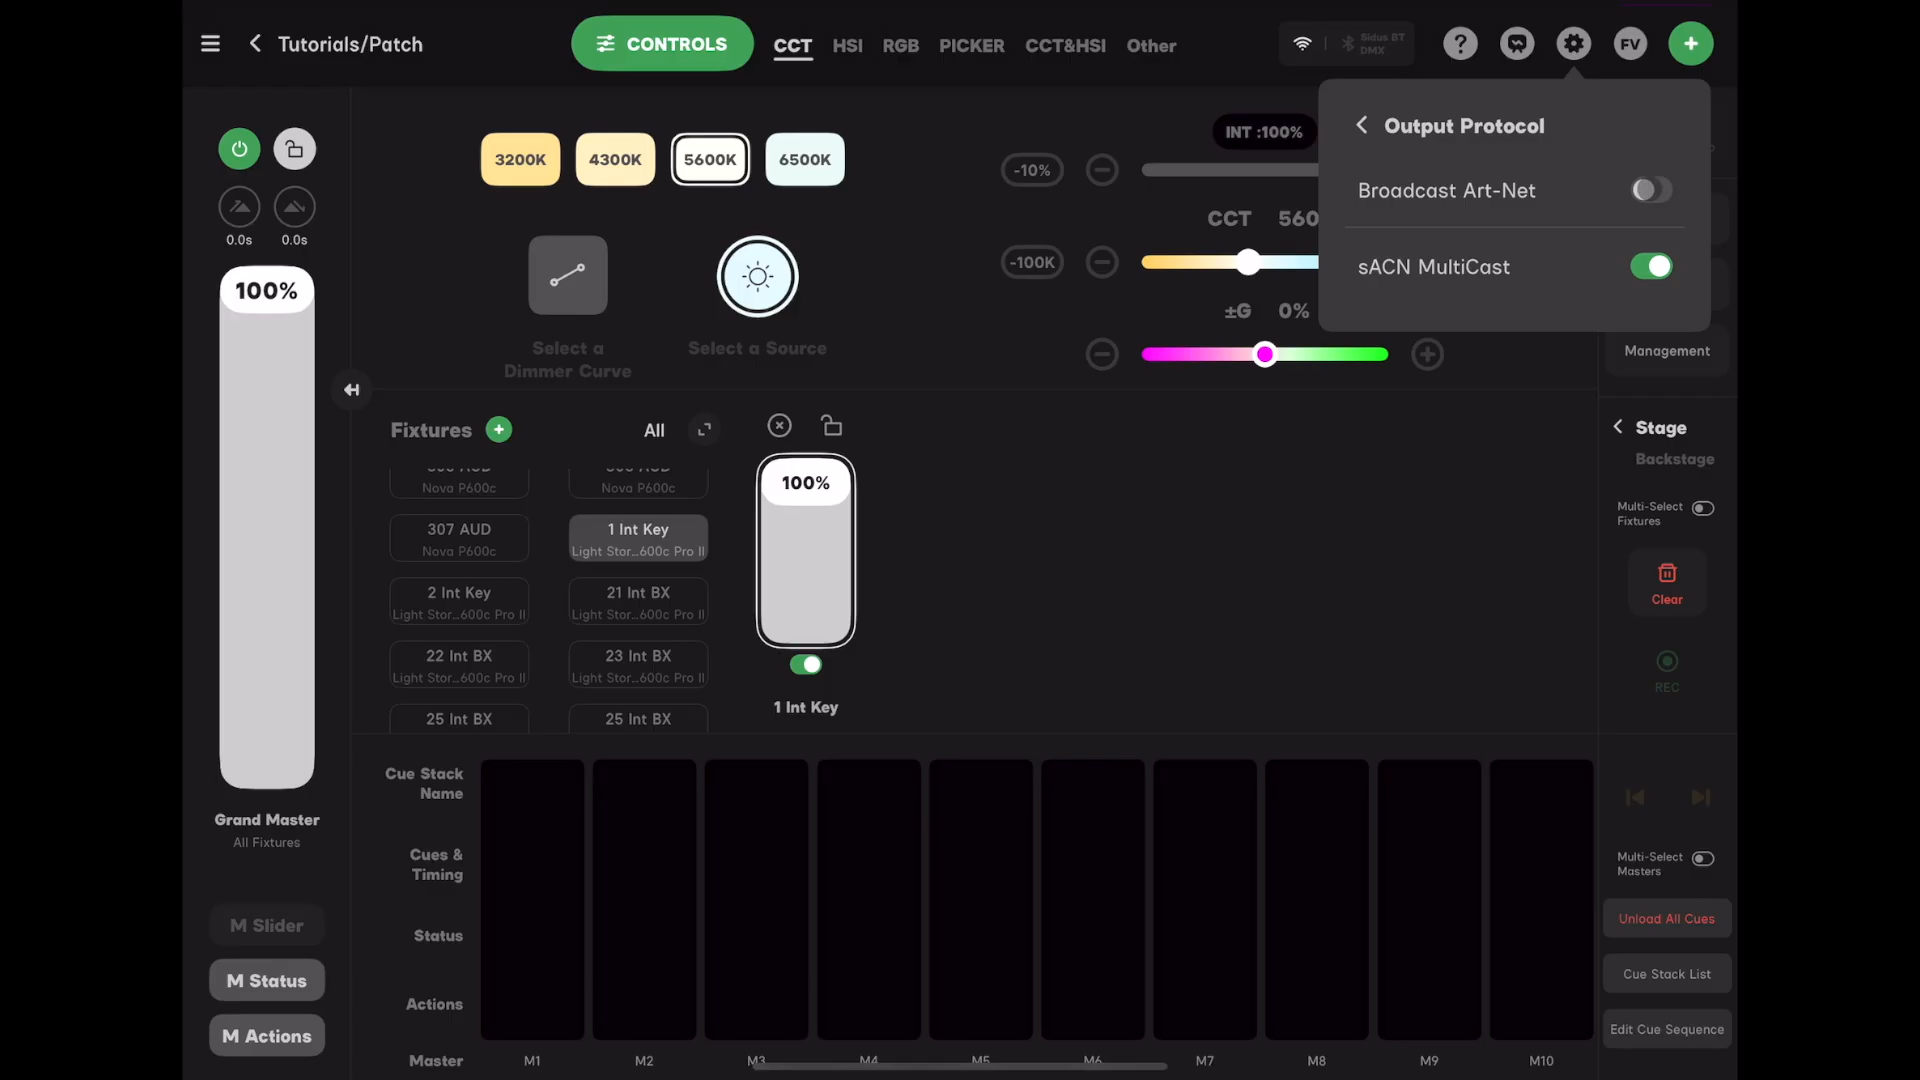 Tutorials/Patch
CONTROLS
CCT
HSI
RGB
PICKER
CCT&HSI
Other
Sidus BT
DMX
?
FV
Output Protocol
Broadcast Art-Net
sACN MultiCast
3200K
4300K
5600K
6500K
INT :100%
-10%
CCT 560
-100K
±G 0%
0.0s
0.0s
100%
Select a
Dimmer Curve
Select a Source
Management
Fixtures
All
Nova P600c
Nova P600c
307 AUD
Nova P600c
1 Int Key
Light Stor...600c Pro II
2 Int Key
Light Stor...600c Pro II
21 Int BX
Light Stor...600c Pro II
22 Int BX
Light Stor...600c Pro II
23 Int BX
Light Stor...600c Pro II
25 Int BX
25 Int BX
100%
1 Int Key
Stage
Backstage
Multi-Select
Fixtures
Clear
REC
Grand Master
All Fixtures
M Slider
M Status
M Actions
Cue Stack
Name
Cues &
Timing
Status
Actions
Master
M1
M2
M3
M4
M5
M6
M7
M8
M9
M10
Multi-Select
Masters
Unload All Cues
Cue Stack List
Edit Cue Sequence